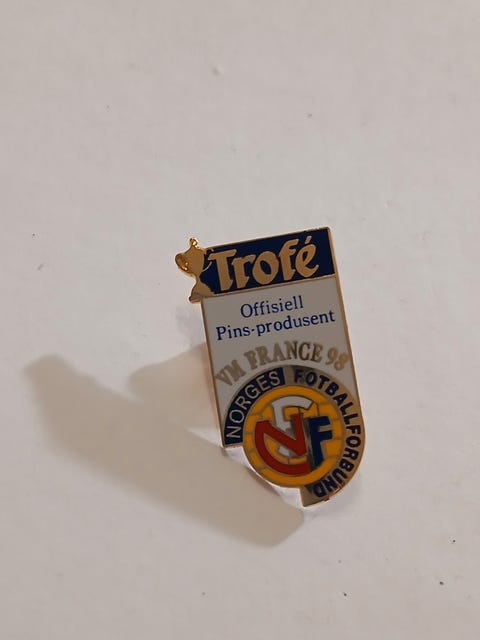 Trofé
Offisiell
Pins-produsent
VM FRANCE 98
NORGES FOTBALLFORBUND
NFF